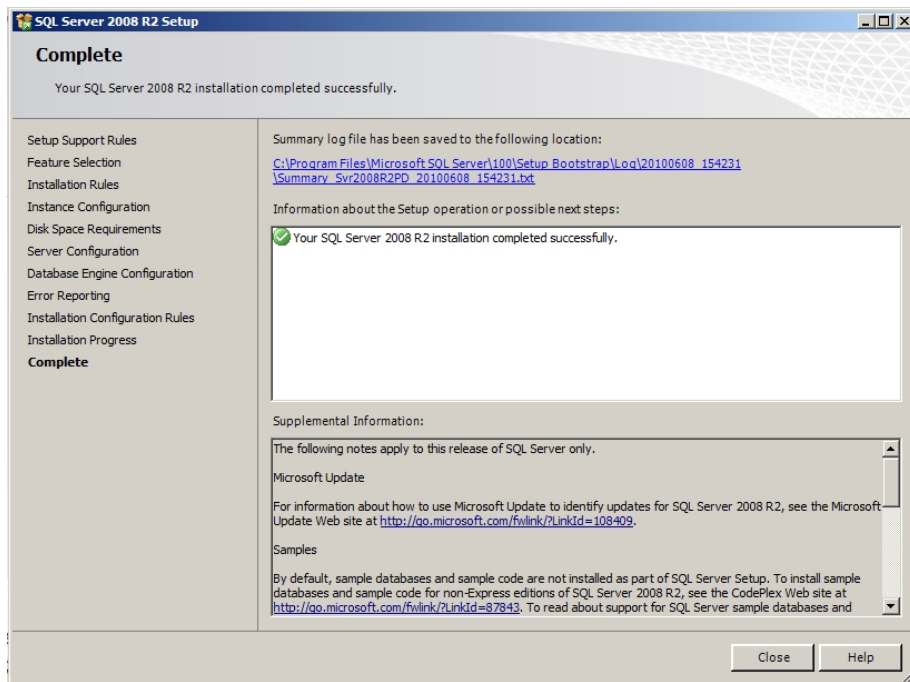 SQL Server 2008 R2 Setup
Complete
Your SQL Server 2008 R2 installation completed successfully.
Setup Support Rules
Feature Selection
Installation Rules
Instance Configuration
Disk Space Requirements
Server Configuration
Database Engine Configuration
Error Reporting
Installation Configuration Rules
Installation Progress
Complete
Summary log file has been saved to the following location:
C:\Program Files\Microsoft SQL Server\100\Setup Bootstrap\Log\20100608_154231
\Summary_Svr2008R2PD_20100608_154231.txt
Information about the Setup operation or possible next steps:
Your SQL Server 2008 R2 installation completed successfully.
Supplemental Information:
The following notes apply to this release of SQL Server only.
Microsoft Update
For information about how to use Microsoft Update to identify updates for SQL Server 2008 R2, see the Microsoft
Update Web site at http://go.microsoft.com/fwlink/?LinkId=108409.
Samples
By default, sample databases and sample code are not installed as part of SQL Server Setup. To install sample
databases and sample code for non-Express editions of SQL Server 2008 R2, see the CodePlex Web site at
http://go.microsoft.com/fwlink/?LinkId=87843. To read about support for SQL Server sample databases and
Close
Help